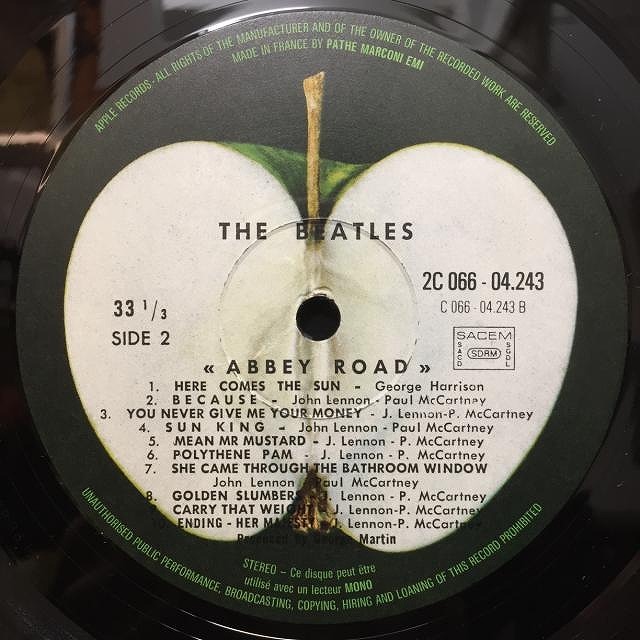 APPLE RECORDS - ALL RIGHTS OF THE MANUFACTURER AND OF THE OWNER OF THE RECORDED WORK ARE RESERVED
MADE IN FRANCE BY PATHE MARCONI EMI
THE BEATLES
2C 066 - 04.243
C 066 - 04.243 B
33 1/3
SIDE 2
SACEM
SACD SDRM SGDL
« ABBEY ROAD »
1. HERE COMES THE SUN - George Harrison
2. BECAUSE - John Lennon - Paul McCartney
3. YOU NEVER GIVE ME YOUR MONEY - J. Lennon-P. McCartney
4. SUN KING - John Lennon - Paul McCartney
5. MEAN MR MUSTARD - J. Lennon - P. McCartney
6. POLYTHENE PAM - J. Lennon - P. McCartney
7. SHE CAME THROUGH THE BATHROOM WINDOW
John Lennon - Paul McCartney
8. GOLDEN SLUMBERS - J. Lennon - P. McCartney
9. CARRY THAT WEIGHT - J. Lennon - P. McCartney
10. ENDING - HER MAJESTY - J. Lennon-P. McCartney
Produced by George Martin
STEREO - Ce disque peut être
utilisé avec un lecteur MONO
UNAUTHORISED PUBLIC PERFORMANCE, BROADCASTING, COPYING, HIRING AND LOANING OF THIS RECORD PROHIBITED